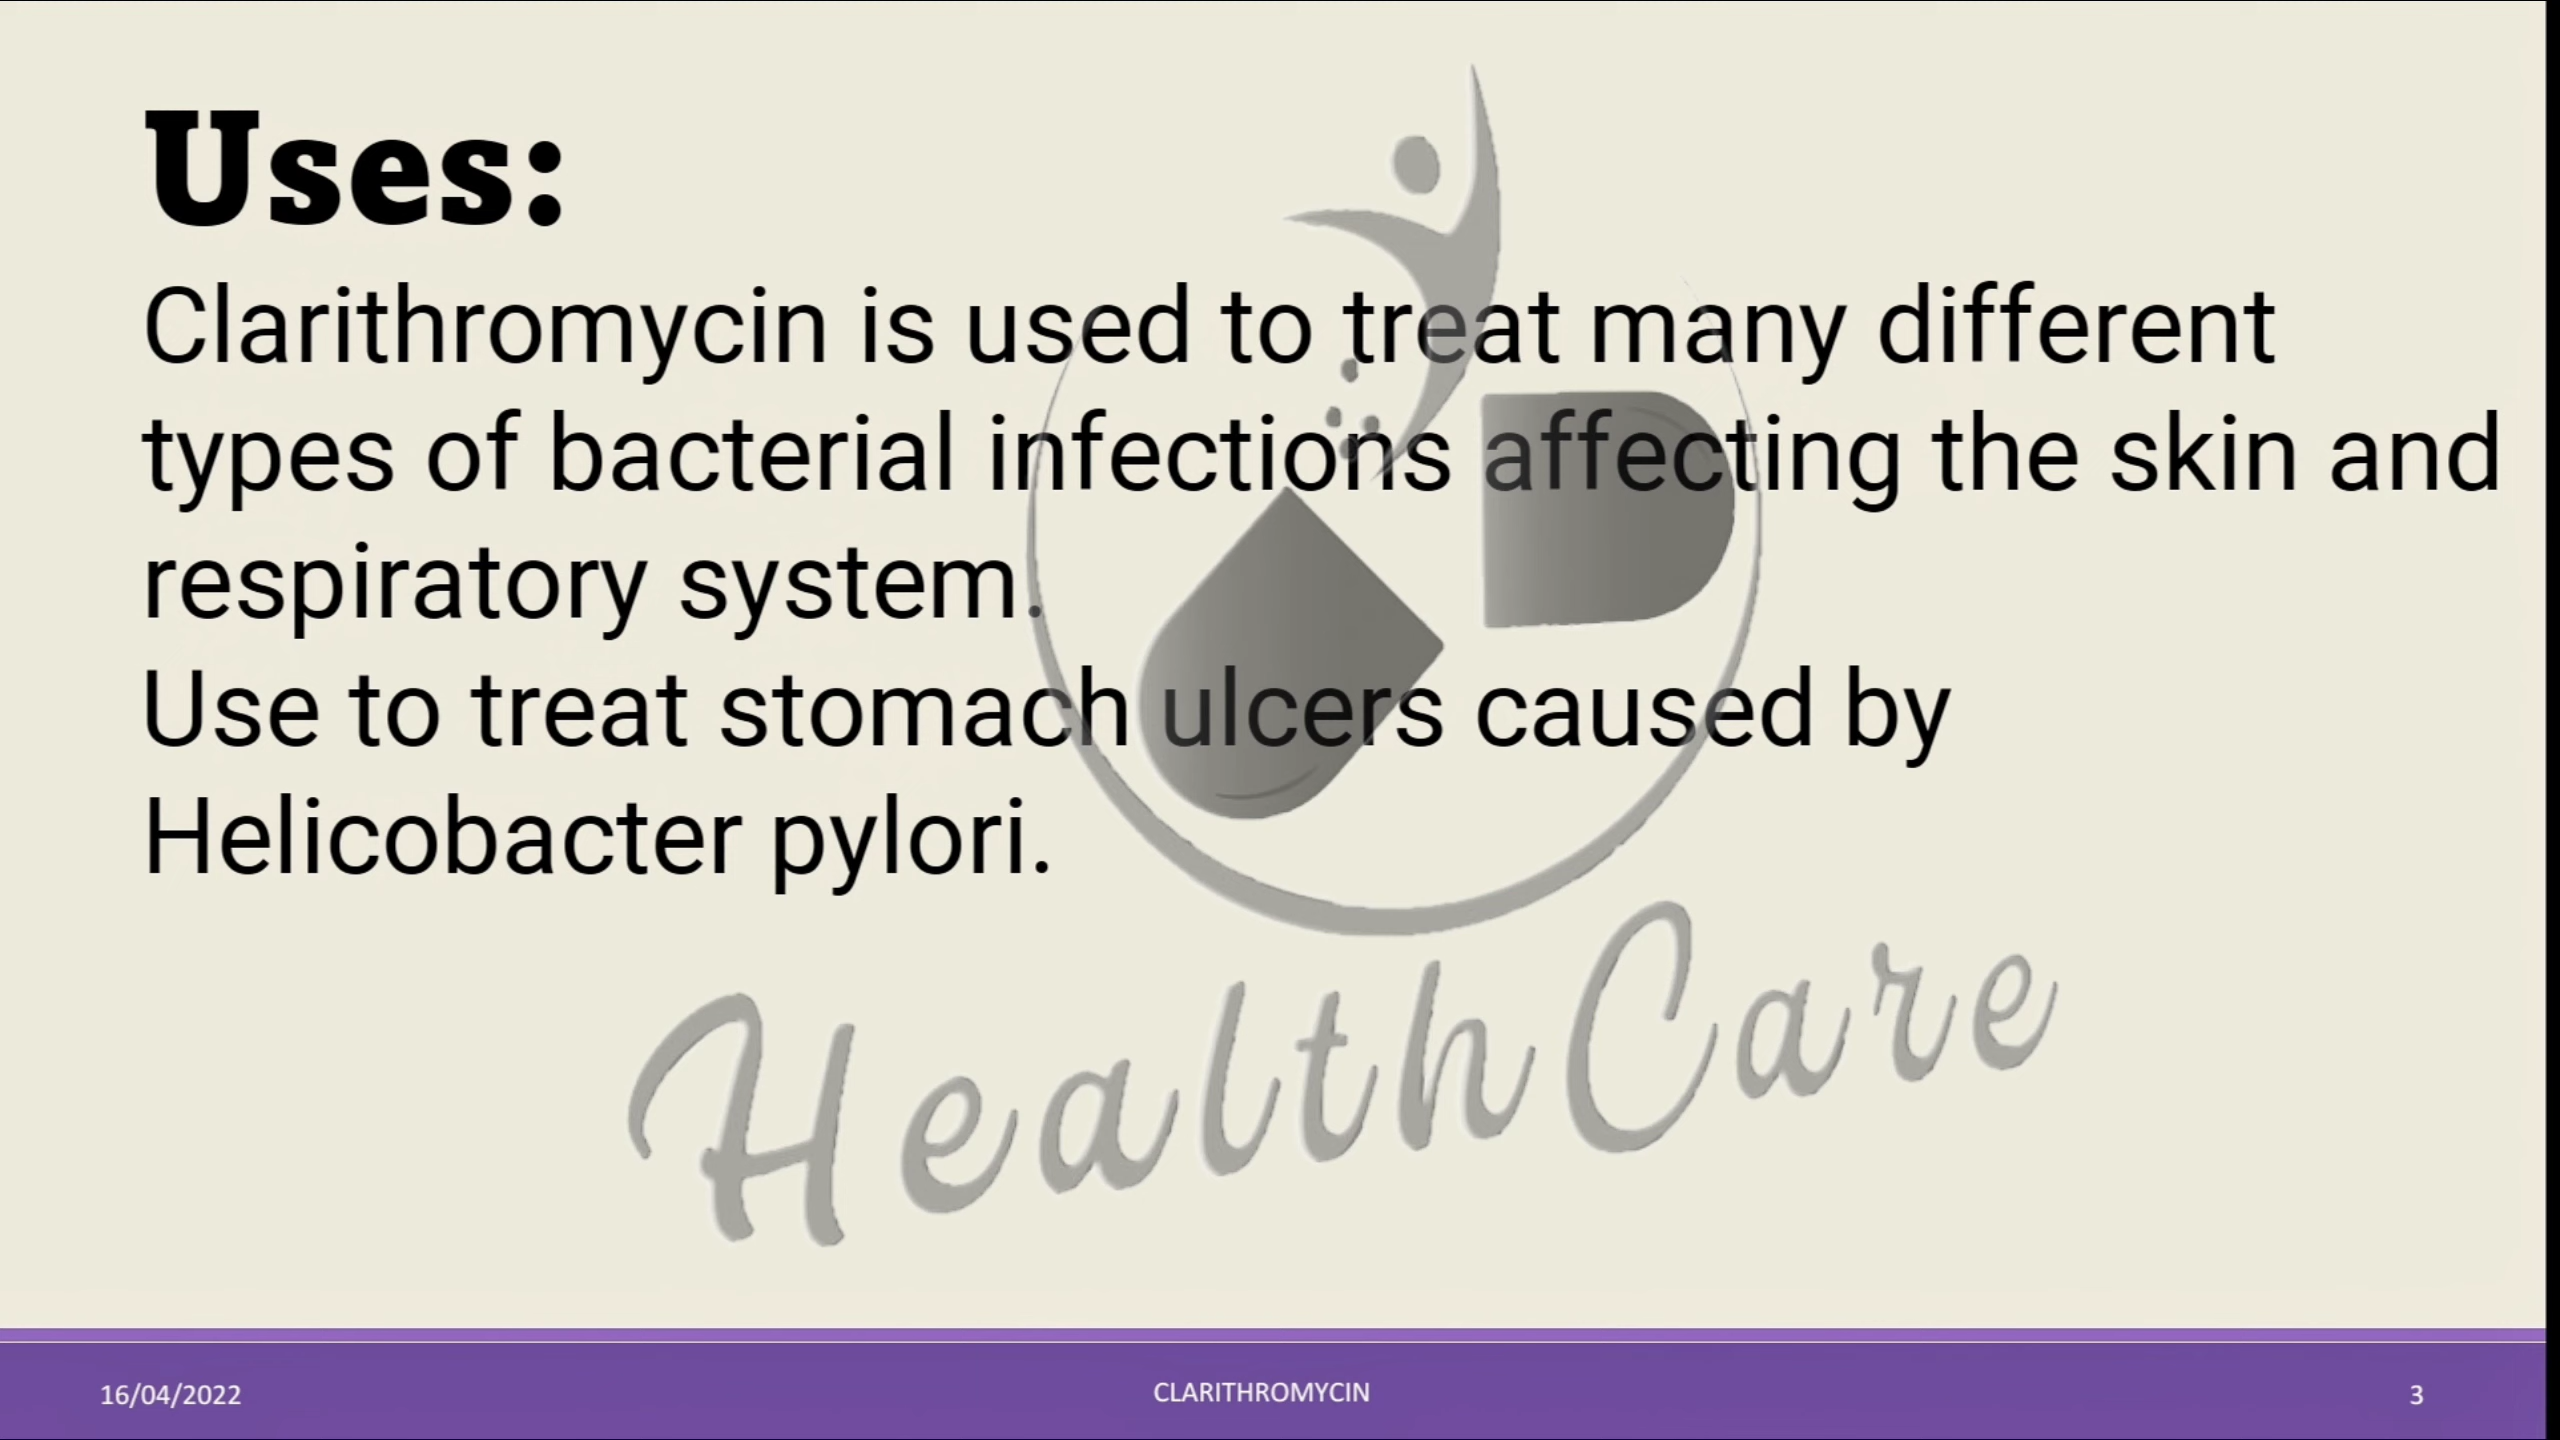 Uses:
Clarithromycin is used to treat many different
types of bacterial infections affecting the skin and
respiratory system.
Use to treat stomach ulcers caused by
Helicobacter pylori.
HealthCare
16/04/2022
CLARITHROMYCIN
3